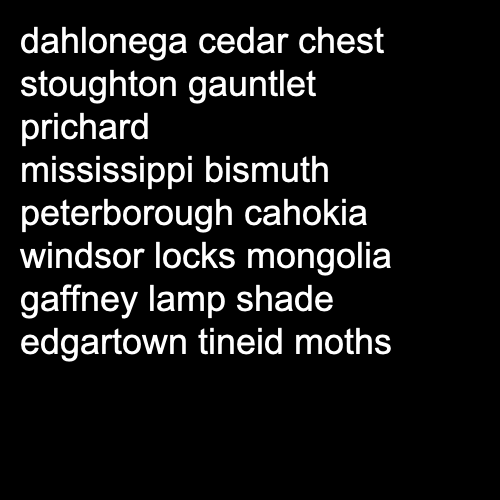 dahlonega cedar chest
stoughton gauntlet
prichard
mississippi bismuth
peterborough cahokia
windsor locks mongolia
gaffney lamp shade
edgartown tineid moths